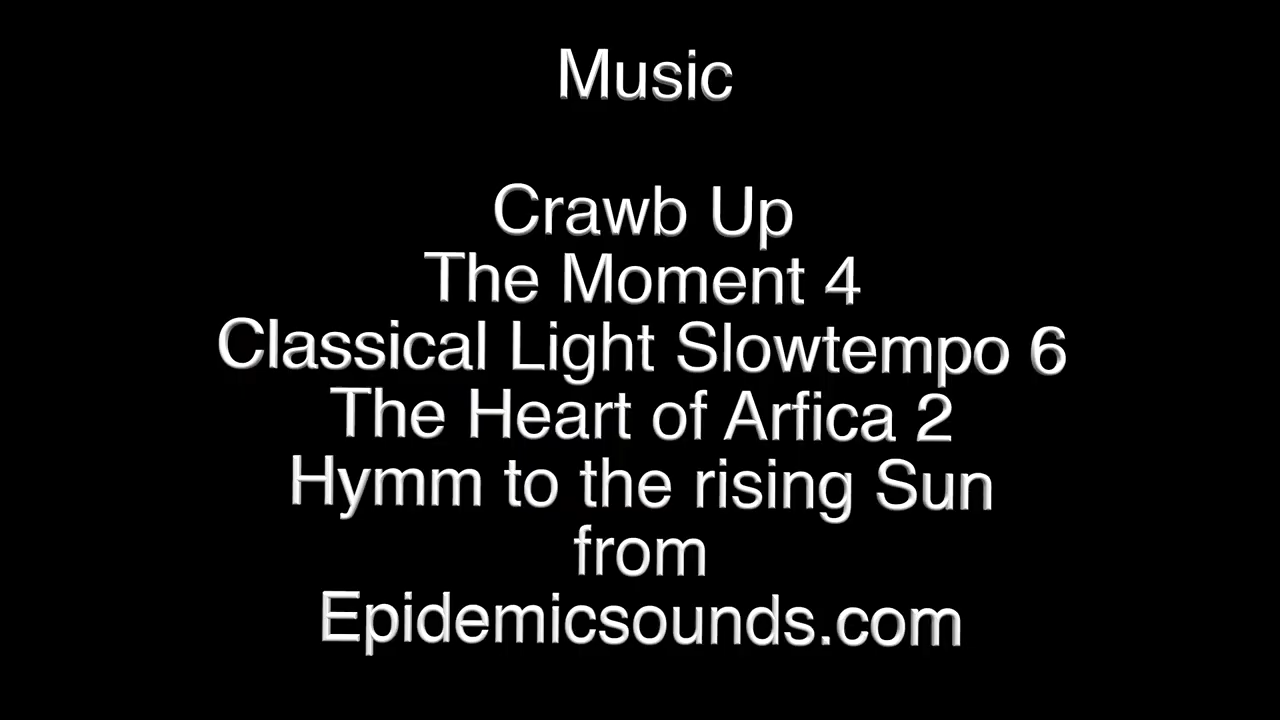 Music
Crawb Up
The Moment 4
Classical Light Slowtempo 6
The Heart of Arfica 2
Hymm to the rising Sun
from
Epidemicsounds.com